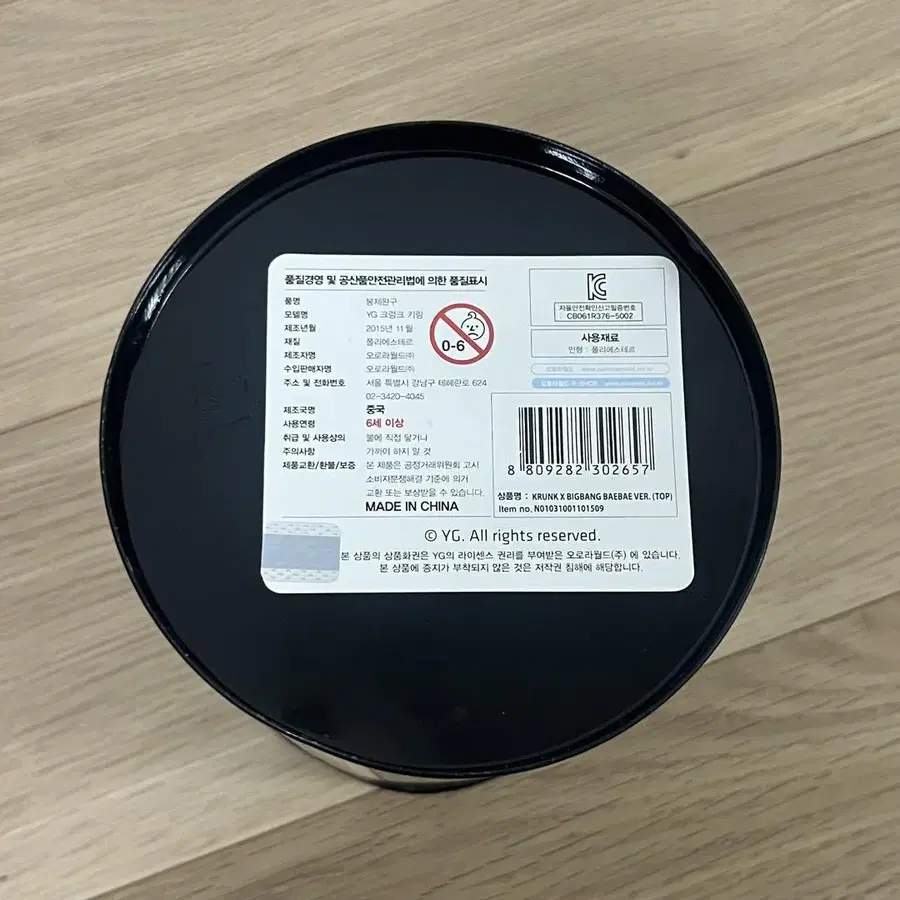 품질경영 및 공산품안전관리법에 의한 품질표시
품명 봉제완구
모델명 YG 크렁크 키링
제조년월 2015년 11월
재질 폴리에스테르
제조자명 오로라월드㈜
수입판매자명 오로라월드㈜
주소 및 전화번호 서울 특별시 강남구 테헤란로 624
02-3420-4045
제조국명 중국
사용연령 6세 이상
취급 및 사용상의 불에 직접 닿거나
주의사항 가까이 하지 말 것
제품교환/환불/보증 본 제품은 공정거래위원회 고시
소비자분쟁해결 기준에 의거
교환 또는 보상받을 수 있습니다.
MADE IN CHINA
0-6
KC
자율안전확인신고필증번호
CB061R376-5002
사용재료
인형 : 폴리에스테르
8 809282 302657
상품명 : KRUNK X BIGBANG BAEBAE VER. (TOP)
Item no. N01031001101509
© YG. All rights reserved.
본 상품의 상품화권은 YG의 라이센스 권리를 부여받은 오로라월드(주) 에 있습니다.
본 상품에 증지가 부착되지 않은 것은 저작권 침해에 해당합니다.